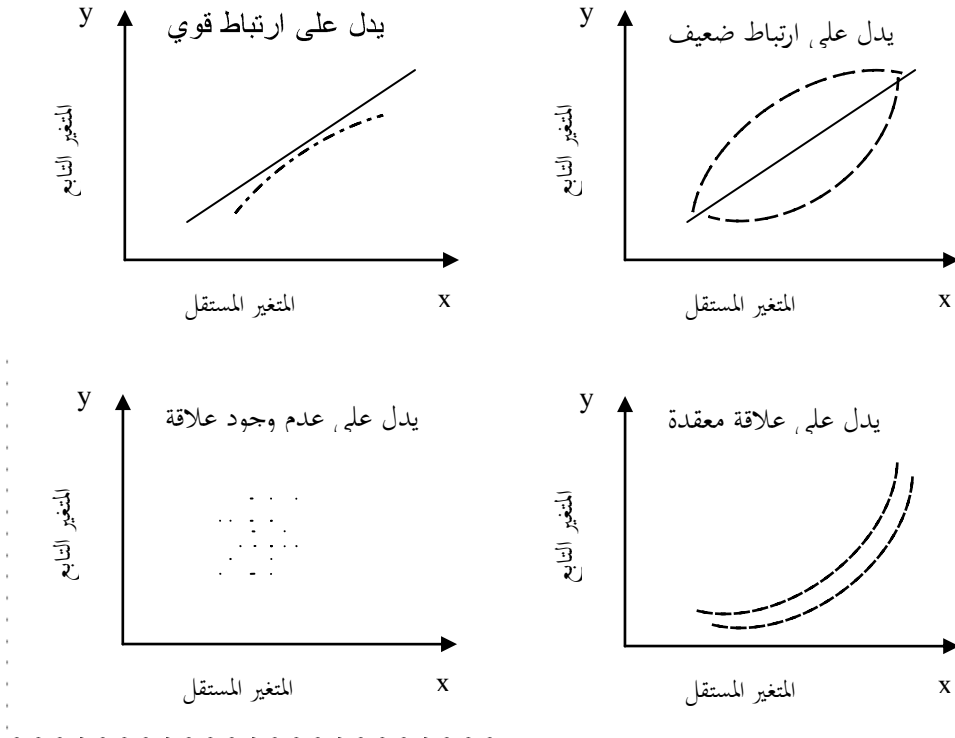 y
يدل على ارتباط قوي
المتغير التابع
المتغير المستقل
x
y
يدل على ارتباط ضعيف
المتغير التابع
المتغير المستقل
x
y
يدل على عدم وجود علاقة
المتغير التابع
المتغير المستقل
x
y
يدل على علاقة معقدة
المتغير التابع
المتغير المستقل
x